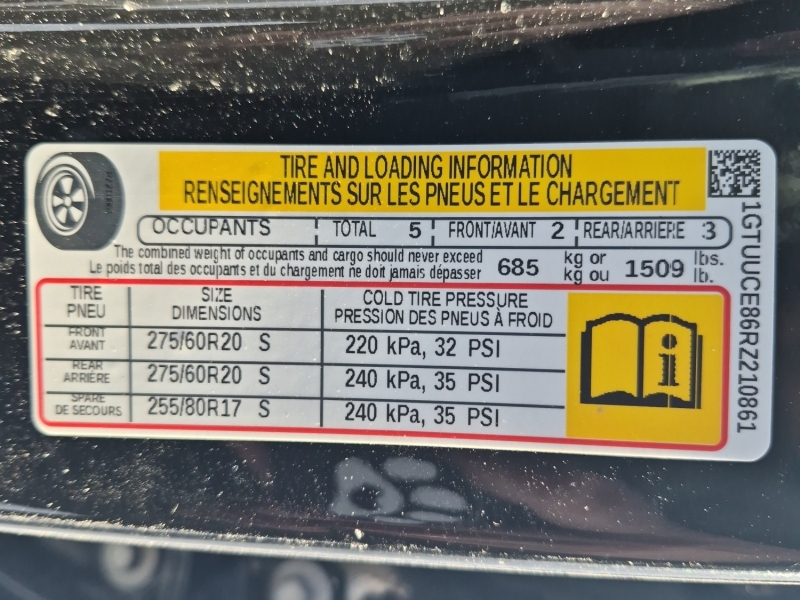 TIRE AND LOADING INFORMATION
RENSEIGNEMENTS SUR LES PNEUS ET LE CHARGEMENT
OCCUPANTS TOTAL 5 FRONT/AVANT 2 REAR/ARRIERE 3
The combined weight of occupants and cargo should never exceed
Le poids total des occupants et du chargement ne doit jamais dépasser
685 kg or kg ou 1509 lbs. lb.
TIRE PNEU
SIZE DIMENSIONS
COLD TIRE PRESSURE
PRESSION DES PNEUS À FROID
FRONT AVANT 275/60R20 S 220 kPa, 32 PSI
REAR ARRIÈRE 275/60R20 S 240 kPa, 35 PSI
SPARE DE SECOURS 255/80R17 S 240 kPa, 35 PSI
i
1GTUUCE86RZ210861